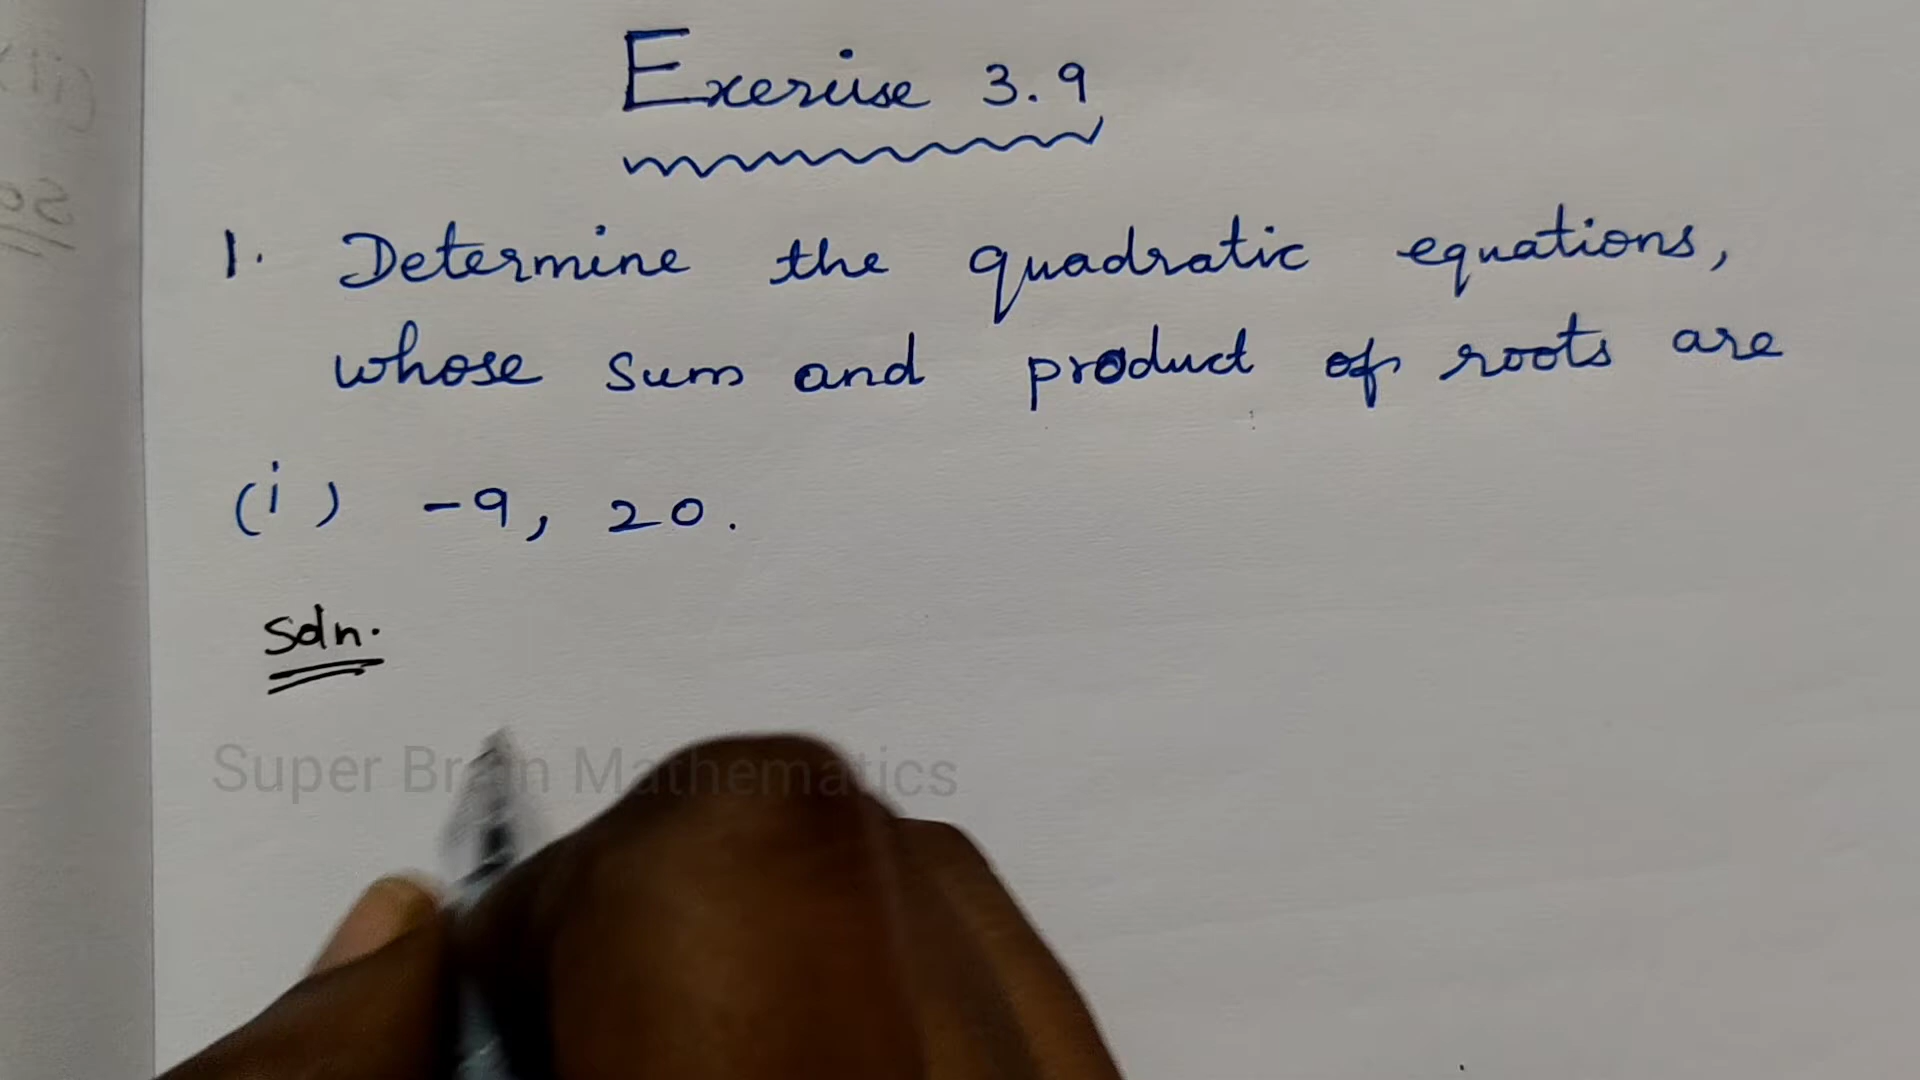 Exercise 3.9
1. Determine the quadratic equations,
whose sum and product of roots are
(i) -9, 20.
Soln.
Super Brain Mathematics